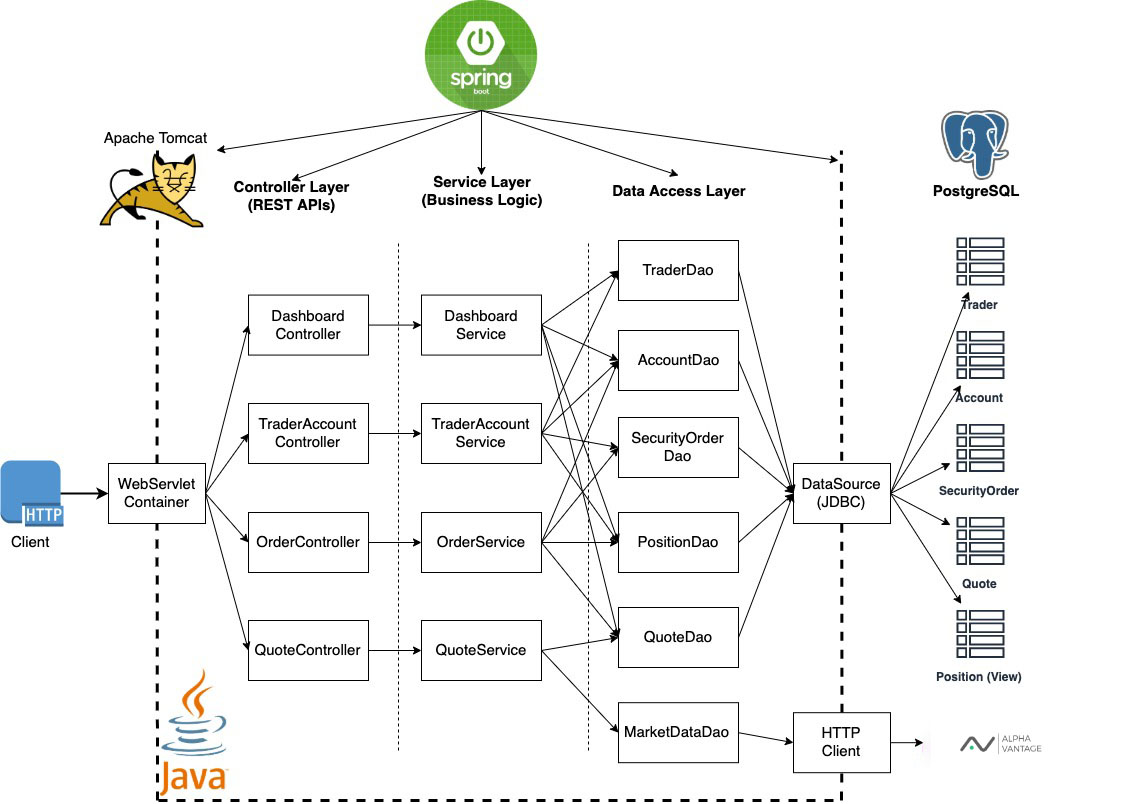 spring
boot
Apache Tomcat
Controller Layer
(REST APIs)
Service Layer
(Business Logic)
Data Access Layer
PostgreSQL
TraderDao
Trader
Dashboard
Controller
Dashboard
Service
AccountDao
Account
TraderAccount
Controller
TraderAccount
Service
SecurityOrder
Dao
WebServlet
Container
DataSource
(JDBC)
SecurityOrder
HTTP
Client
OrderController
OrderService
PositionDao
Quote
QuoteController
QuoteService
QuoteDao
Position (View)
MarketDataDao
HTTP
Client
ALPHA
VANTAGE
Java